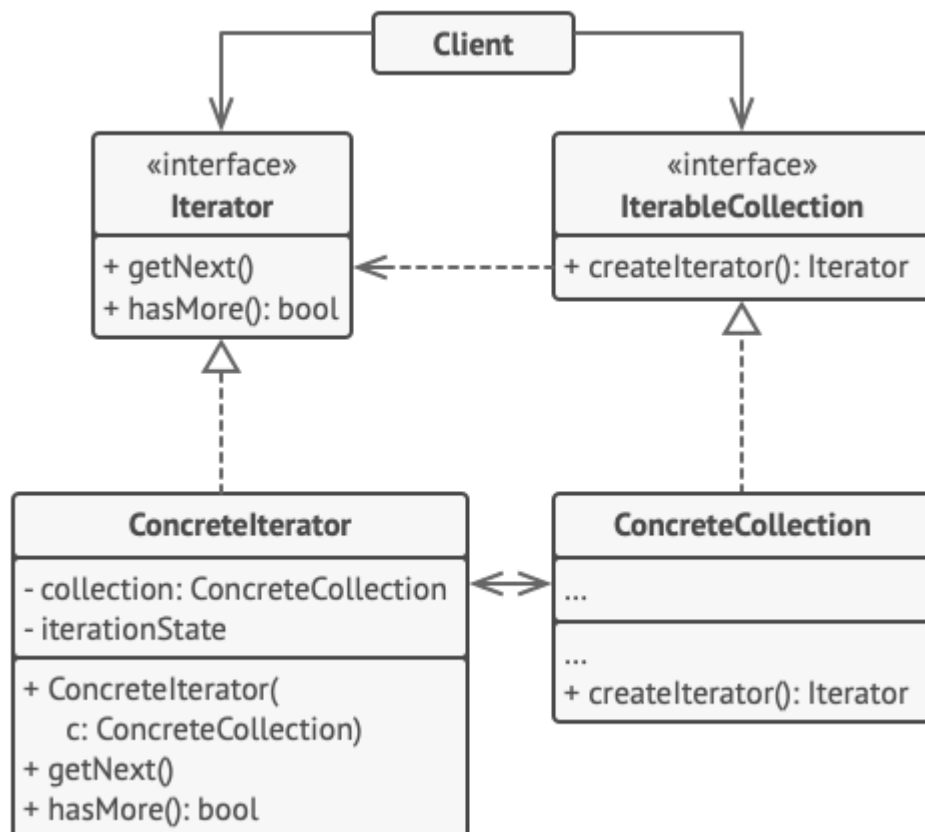 Client
«interface»
Iterator
+ getNext()
+ hasMore(): bool
«interface»
IterableCollection
+ createIterator(): Iterator
ConcreteIterator
- collection: ConcreteCollection
- iterationState
+ ConcreteIterator(
c: ConcreteCollection)
+ getNext()
+ hasMore(): bool
ConcreteCollection
...
...
+ createIterator(): Iterator